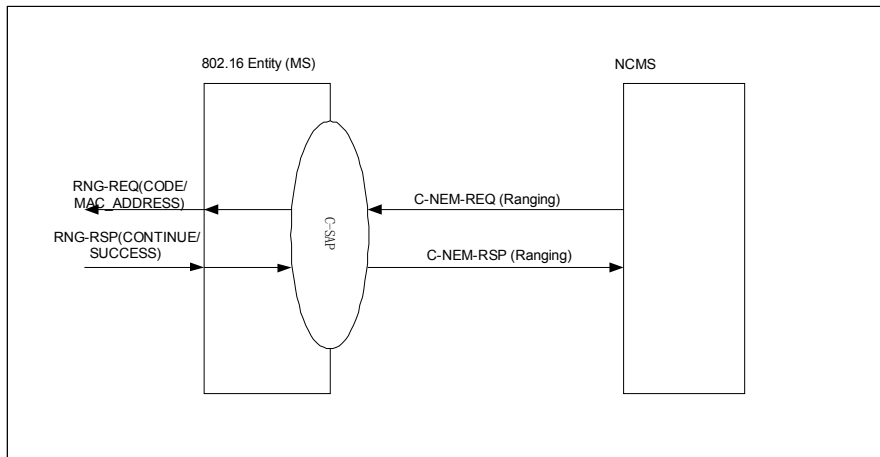 802.16 Entity (MS)
NCMS
RNG-REQ(CODE/
MAC_ADDRESS)
C-NEM-REQ (Ranging)
C-SAP
RNG-RSP(CONTINUE/
SUCCESS)
C-NEM-RSP (Ranging)